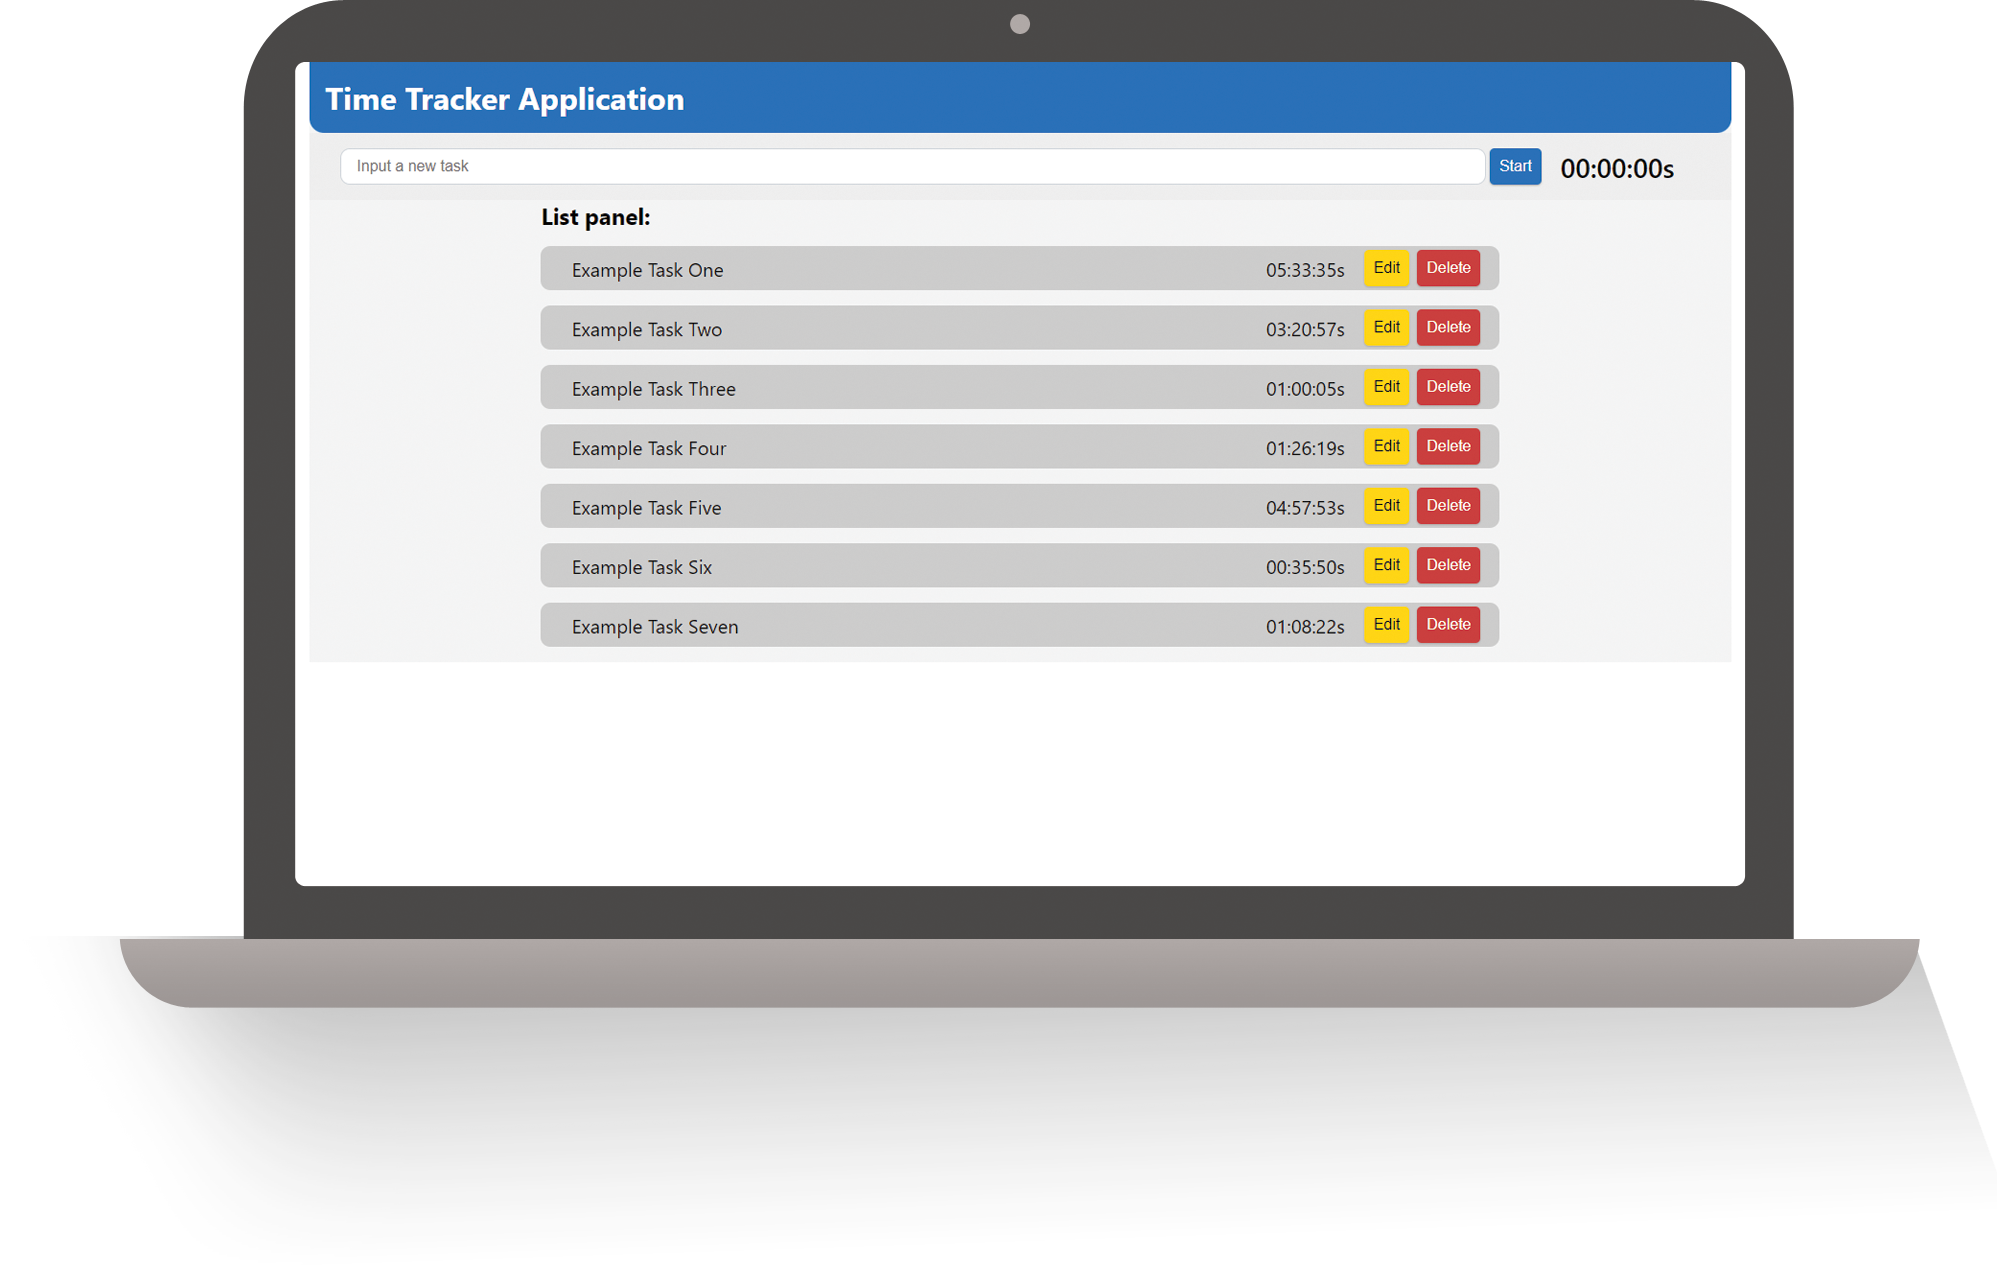 Time Tracker Application
Input a new task Start 00:00:00s
List panel:
Example Task One 05:33:35s Edit Delete
Example Task Two 03:20:57s Edit Delete
Example Task Three 01:00:05s Edit Delete
Example Task Four 01:26:19s Edit Delete
Example Task Five 04:57:53s Edit Delete
Example Task Six 00:35:50s Edit Delete
Example Task Seven 01:08:22s Edit Delete